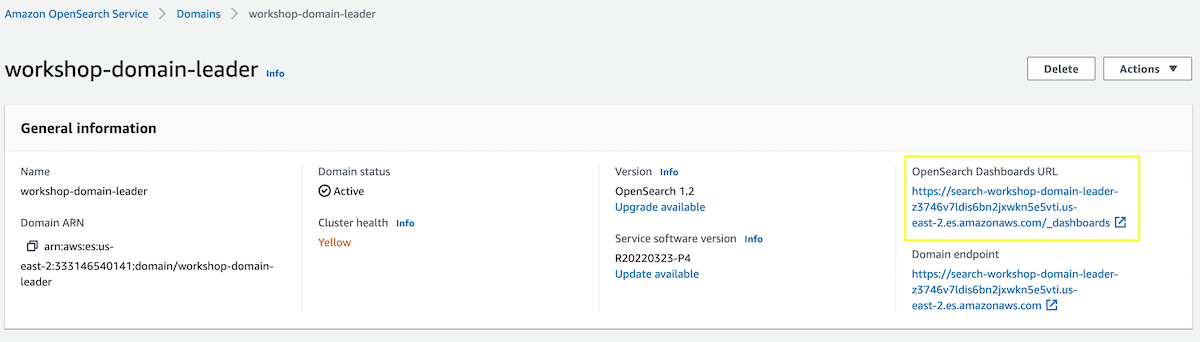 Amazon OpenSearch Service > Domains > workshop-domain-leader
workshop-domain-leader Info
Delete
Actions ▼
General information
Name
workshop-domain-leader
Domain ARN
arn:aws:es:us-
east-2:333146540141:domain/workshop-domain-
leader
Domain status
Active
Cluster health Info
Yellow
Version Info
OpenSearch 1.2
Upgrade available
Service software version Info
R20220323-P4
Update available
OpenSearch Dashboards URL
https://search-workshop-domain-leader-
z3746v7ldis6bn2jxwkn5e5vti.us-
east-2.es.amazonaws.com/_dashboards
Domain endpoint
https://search-workshop-domain-leader-
z3746v7ldis6bn2jxwkn5e5vti.us-
east-2.es.amazonaws.com